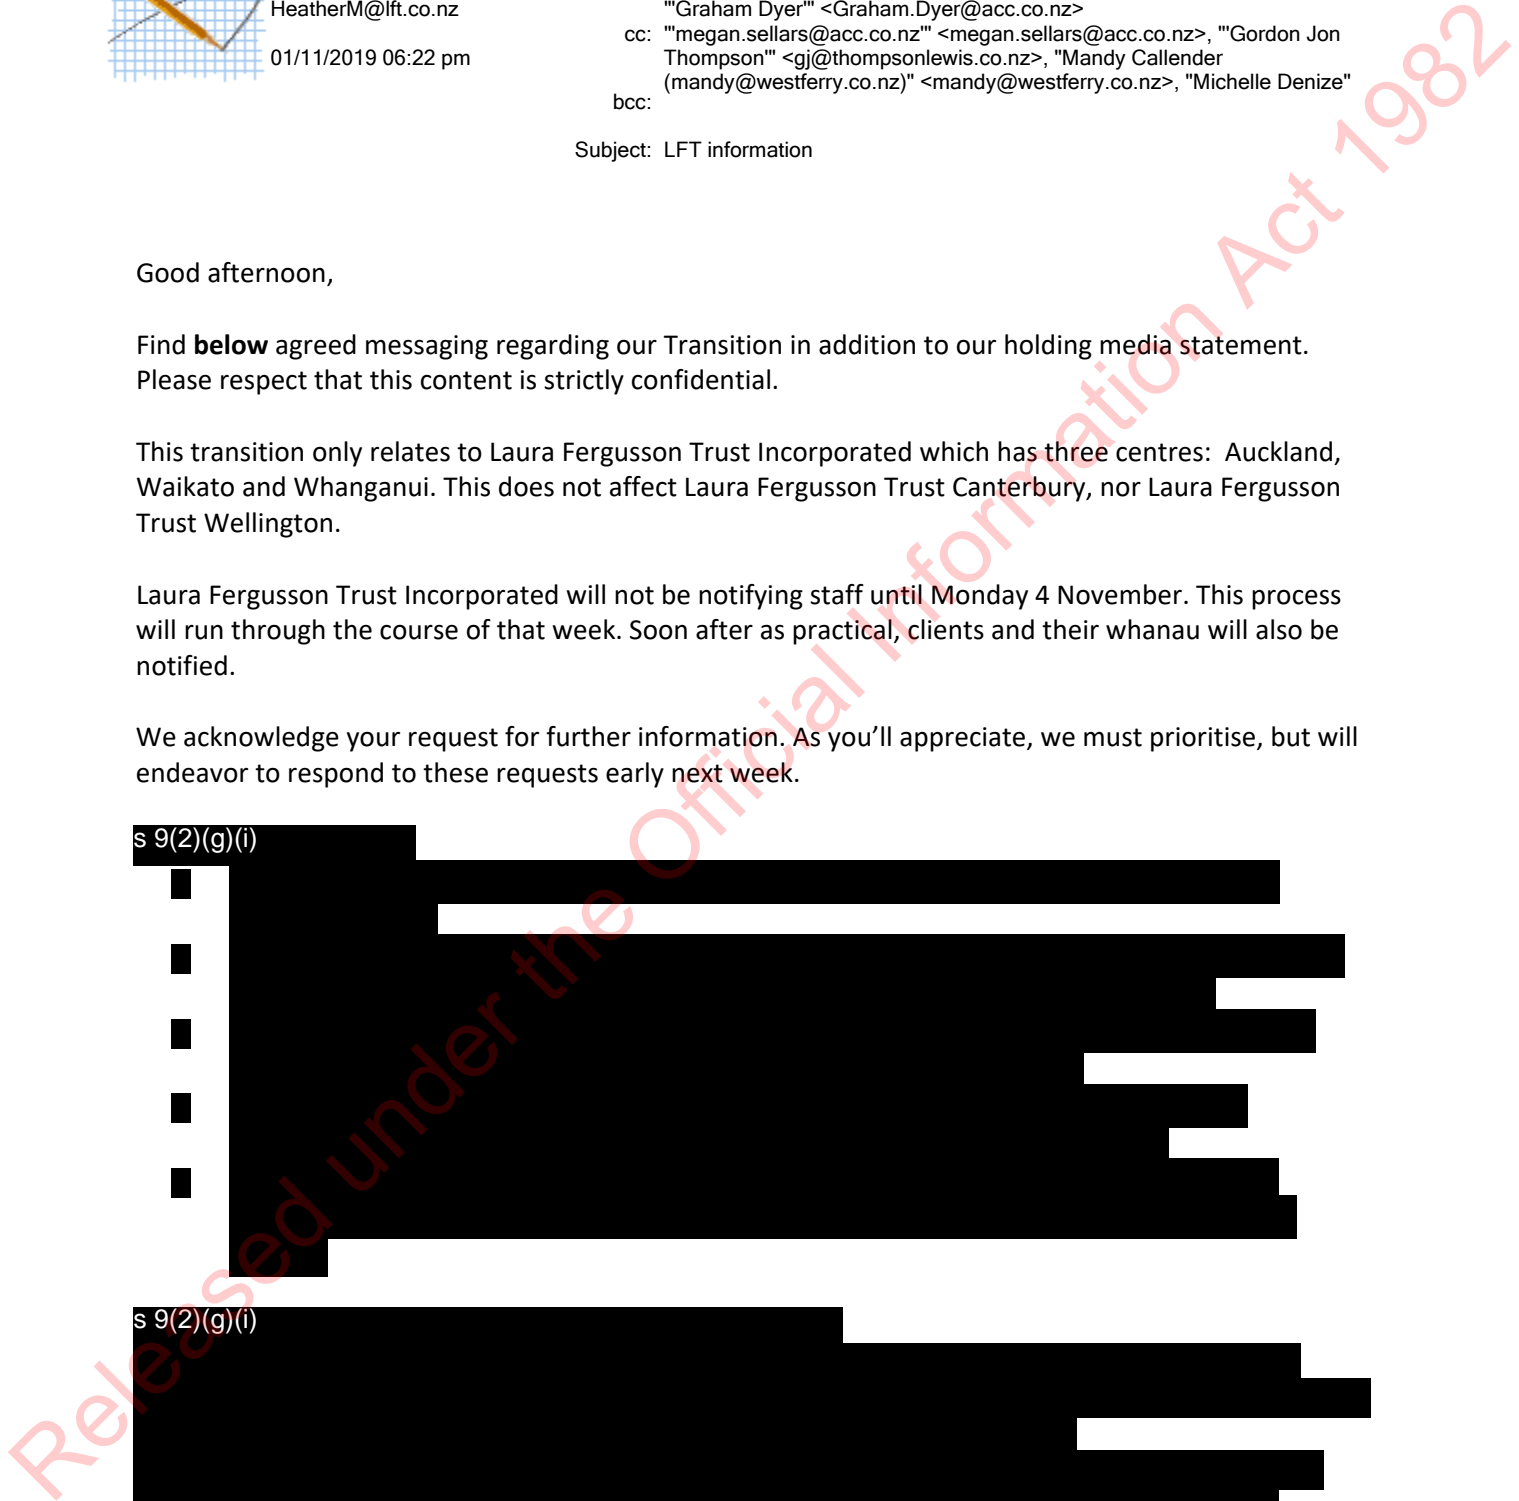 HeatherM@lft.co.nz
01/11/2019 06:22 pm
"'Graham Dyer'" <Graham.Dyer@acc.co.nz>
cc: "'megan.sellars@acc.co.nz'" <megan.sellars@acc.co.nz>, "'Gordon Jon
Thompson'" <gj@thompsonlewis.co.nz>, "Mandy Callender
(mandy@westferry.co.nz)" <mandy@westferry.co.nz>, "Michelle Denize"
bcc:
Subject: LFT information
Good afternoon,
Find below agreed messaging regarding our Transition in addition to our holding media statement.
Please respect that this content is strictly confidential.
This transition only relates to Laura Fergusson Trust Incorporated which has three centres:  Auckland,
Waikato and Whanganui. This does not affect Laura Fergusson Trust Canterbury, nor Laura Fergusson
Trust Wellington.
Laura Fergusson Trust Incorporated will not be notifying staff until Monday 4 November. This process
will run through the course of that week. Soon after as practical, clients and their whanau will also be
notified.
We acknowledge your request for further information. As you’ll appreciate, we must prioritise, but will
endeavor to respond to these requests early next week.
s 9(2)(g)(i)
s 9(2)(g)(i)
Released under the Official Information Act 1982